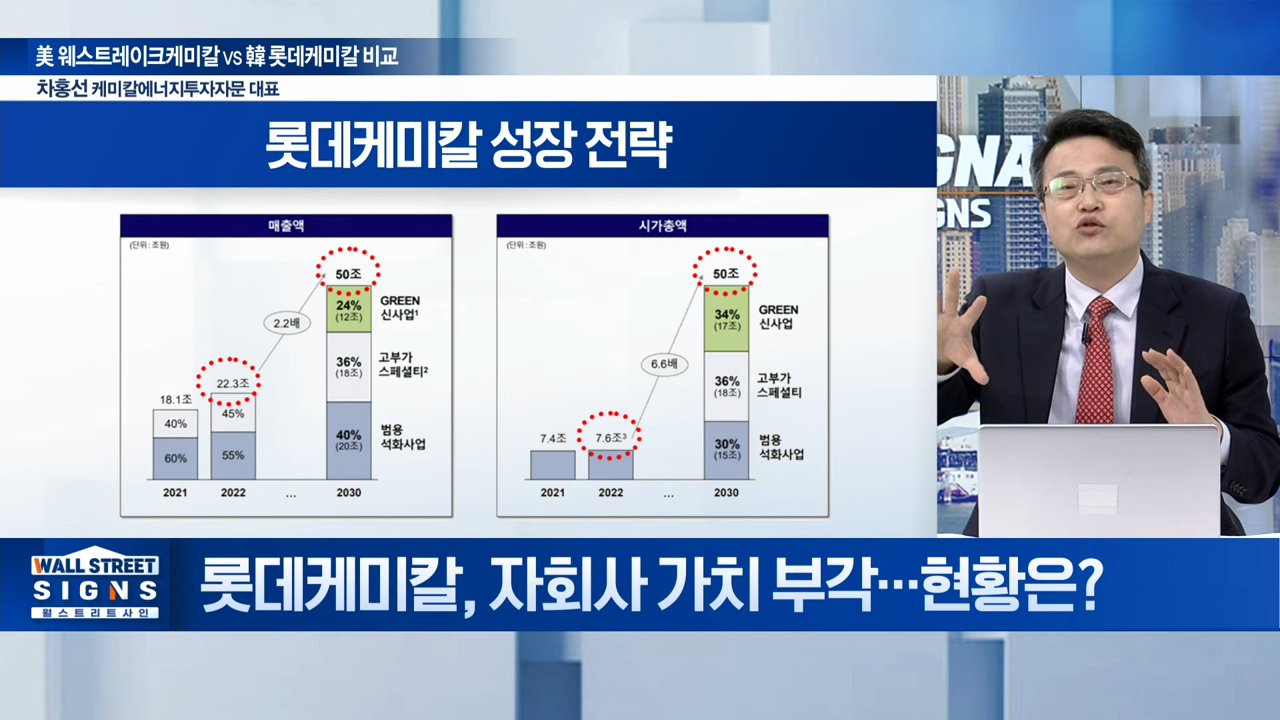 美 웨스트레이크케미칼 VS 韓 롯데케미칼 비교
차홍선 케미칼에너지투자자문 대표
롯데케미칼 성장 전략
매출액
(단위 : 조원)
50조
24%
(12조)
GREEN
신사업¹
2.2배
36%
(18조)
고부가
스페셜티²
22.3조
18.1조
45%
40%
40%
(20조)
범용
석화사업
60%
55%
2021
2022
...
2030
시가총액
(단위 : 조원)
50조
34%
(17조)
GREEN
신사업
6.6배
36%
(18조)
고부가
스페셜티
7.4조
7.6조³
30%
(15조)
범용
석화사업
2021
2022
...
2030
GNA
GNS
WALL STREET
SIGNS
월스트리트사인
롯데케미칼, 자회사 가치 부각…현황은?